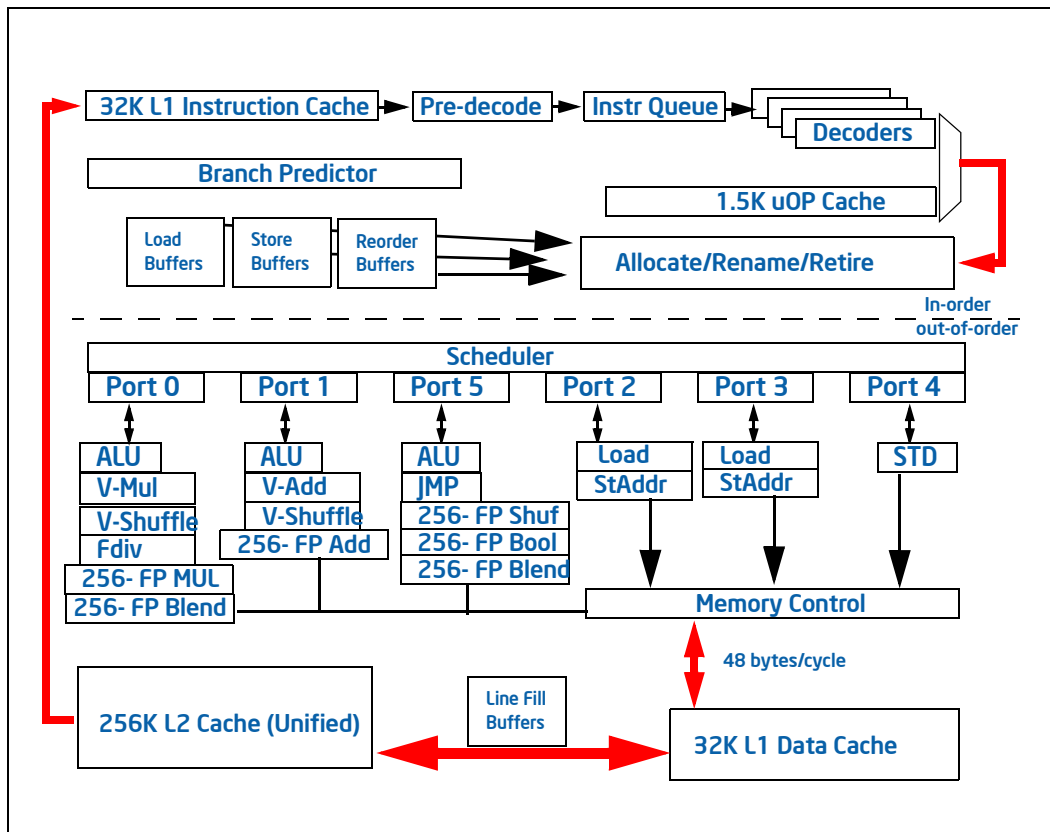 32K L1 Instruction Cache
Pre-decode
Instr Queue
Decoders
Branch Predictor
1.5K uOP Cache
Load
Buffers
Store
Buffers
Reorder
Buffers
Allocate/Rename/Retire
In-order
out-of-order
Scheduler
Port 0
Port 1
Port 5
Port 2
Port 3
Port 4
ALU
V-Mul
V-Shuffle
Fdiv
256- FP MUL
256- FP Blend
ALU
V-Add
V-Shuffle
256- FP Add
ALU
JMP
256- FP Shuf
256- FP Bool
256- FP Blend
Load
StAddr
Load
StAddr
STD
Memory Control
48 bytes/cycle
256K L2 Cache (Unified)
Line Fill
Buffers
32K L1 Data Cache